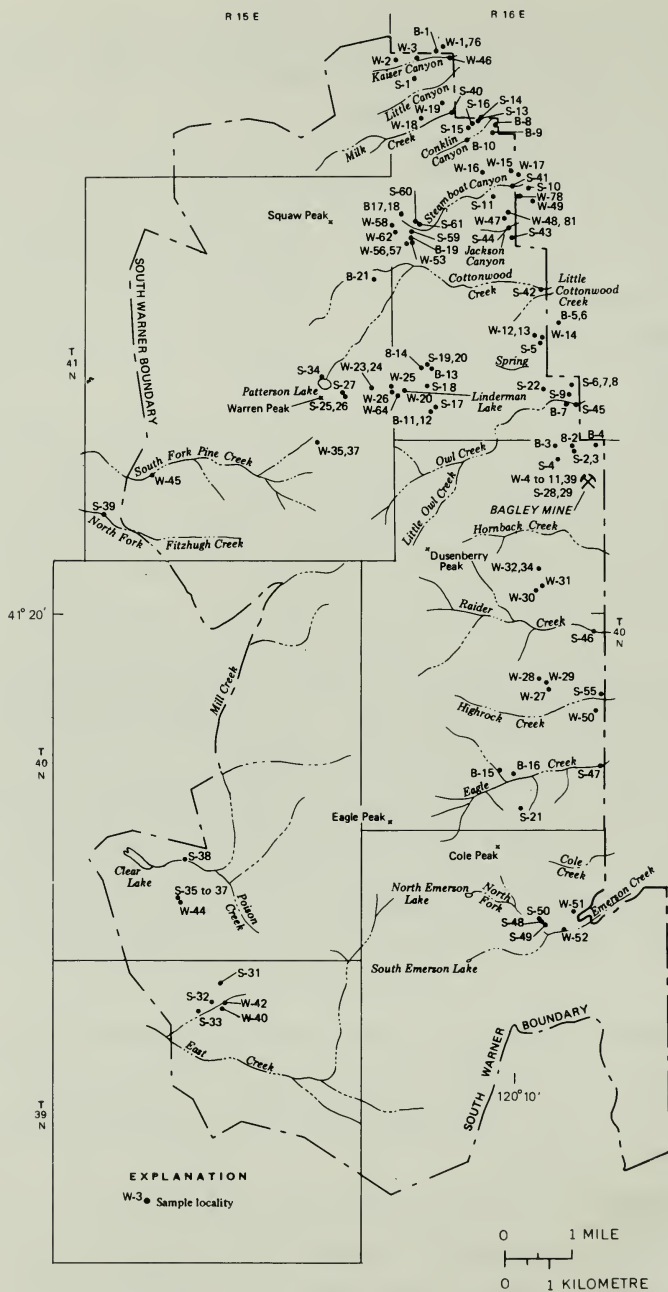 R 15 E
R 16 E
B-1
W-3
W-1,76
W-2
W-46
Kaiser Canyon
S-1
Little Canyon
S-40
W-19
S-16
S-14
S-13
W-18
B-8
S-15
B-9
Milk Creek
Conklin Canyon
B-10
W-15
W-17
W-16
S-41
S-60
Steamboat Canyon
S-10
B17,18
S-11
W-78
Squaw Peak
W-49
W-58
S-61
W-47
W-48, 81
W-62
S-59
S-44
S-43
W-56,57
B-19
Jackson Canyon
W-53
SOUTH WARNER BOUNDARY
B-21
Cottonwood Creek
S-42
Little Cottonwood Creek
B-5,6
W-12,13
W-14
T 41 N
B-14
S-19,20
S-5
S-34
W-23,24
W-25
B-13
Spring
S-18
S-22
S-6,7,8
Patterson Lake
S-27
W-26
W-20
Linderman Lake
S-9
Warren Peak
S-25,26
W-64
S-17
B-7
S-45
B-11,12
W-35,37
Owl Creek
B-3
B-2
B-4
South Fork Pine Creek
S-4
S-2,3
W-45
W-4 to 11,39
S-28,29
S-39
Little Owl Creek
BAGLEY MINE
North Fork Fitzhugh Creek
Hornback Creek
Dusenberry Peak
W-32,34
W-31
W-30
41° 20'
Raider Creek
S-46
T 40 N
Mill Creek
W-28
W-29
W-27
S-55
Highrock Creek
W-50
T 40 N
B-15
B-16
S-47
Eagle Creek
S-21
Eagle Peak
Cole Peak
S-38
Clear Lake
Cole Creek
S-35 to 37
North Emerson Lake
W-44
Poison Creek
North Fork
S-50
W-51
Emerson Creek
S-48
S-49
W-52
South Emerson Lake
S-31
S-32
W-42
S-33
W-40
East Creek
SOUTH WARNER BOUNDARY
120° 10'
T 39 N
EXPLANATION
W-3 Sample locality
0 1 MILE
0 1 KILOMETRE